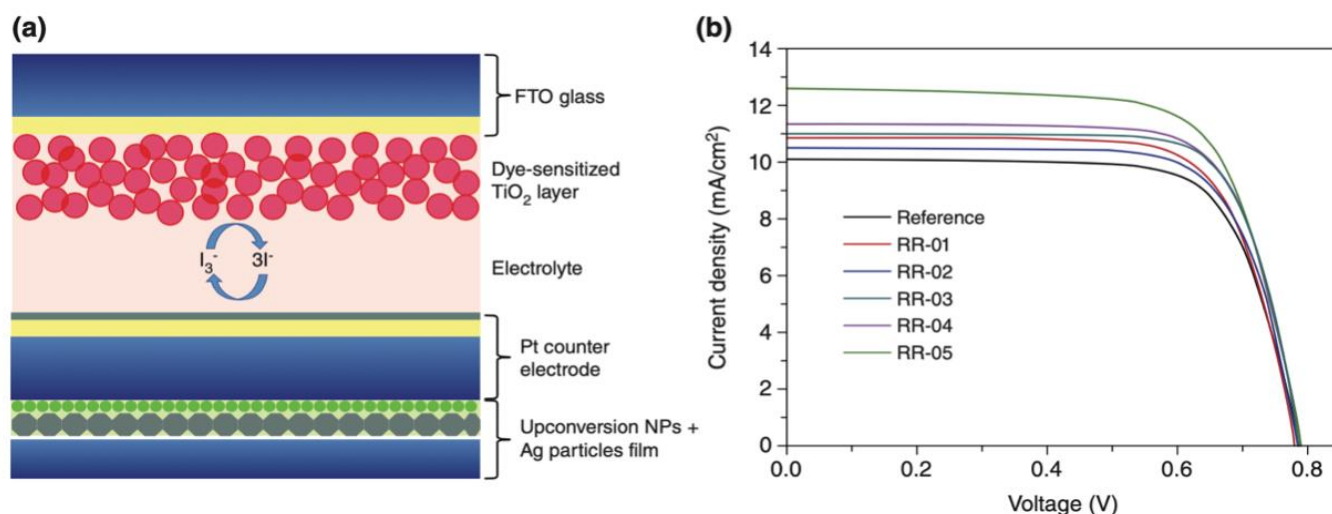 (a)
FTO glass
Dye-sensitized
TiO₂ layer
I₃⁻ 3I⁻
Electrolyte
Pt counter
electrode
Upconversion NPs +
Ag particles film
(b)
14
12
10
8
6
4
2
0
Current density (mA/cm²)
Reference
RR-01
RR-02
RR-03
RR-04
RR-05
0.0 0.2 0.4 0.6 0.8
Voltage (V)